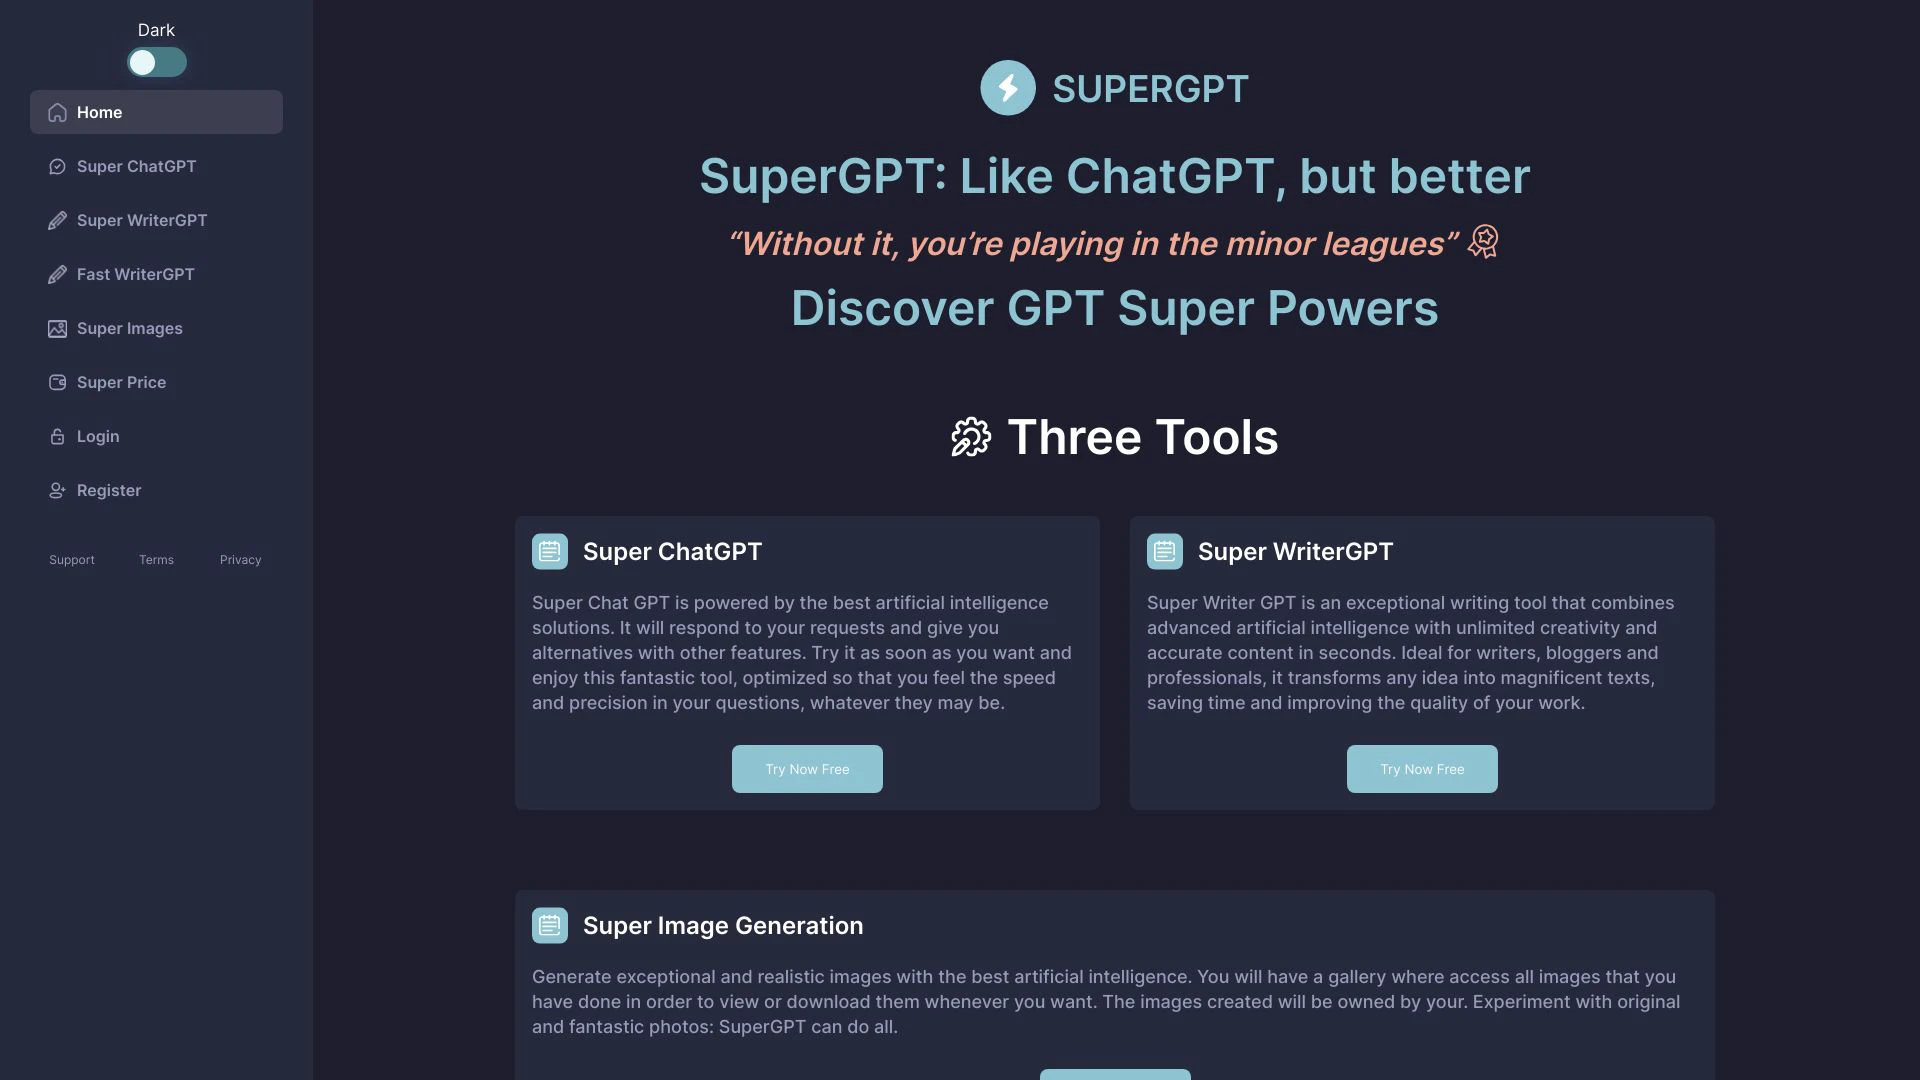 Dark
Home
Super ChatGPT
Super WriterGPT
Fast WriterGPT
Super Images
Super Price
Login
Register
Support
Terms
Privacy
SUPERGPT
SuperGPT: Like ChatGPT, but better
“Without it, you’re playing in the minor leagues”
Discover GPT Super Powers
Three Tools
Super ChatGPT
Super Chat GPT is powered by the best artificial intelligence
solutions. It will respond to your requests and give you
alternatives with other features. Try it as soon as you want and
enjoy this fantastic tool, optimized so that you feel the speed
and precision in your questions, whatever they may be.
Try Now Free
Super WriterGPT
Super Writer GPT is an exceptional writing tool that combines
advanced artificial intelligence with unlimited creativity and
accurate content in seconds. Ideal for writers, bloggers and
professionals, it transforms any idea into magnificent texts,
saving time and improving the quality of your work.
Try Now Free
Super Image Generation
Generate exceptional and realistic images with the best artificial intelligence. You will have a gallery where access all images that you
have done in order to view or download them whenever you want. The images created will be owned by your. Experiment with original
and fantastic photos: SuperGPT can do all.